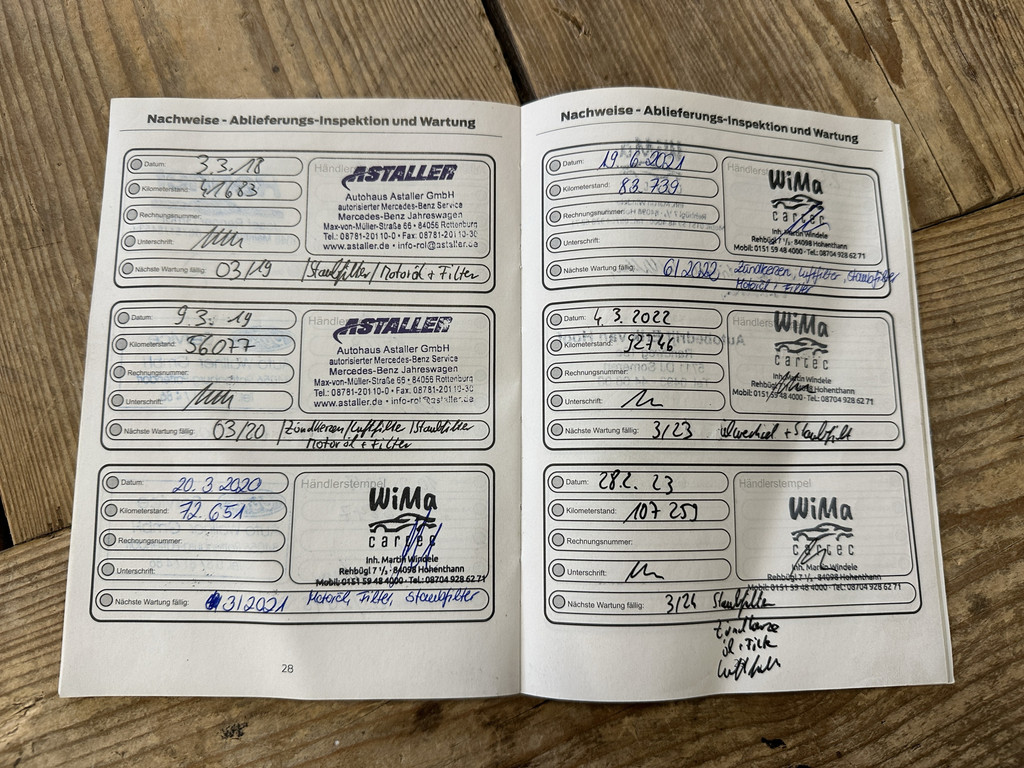 Nachweise - Ablieferungs-Inspektion und Wartung
Datum: 3.3.18
Kilometerstand: 41683
Rechnungsnummer:
Unterschrift:
Händler
ASTALLER
Autohaus Astaller GmbH
autorisierter Mercedes-Benz Service
Mercedes-Benz Jahreswagen
Max-von-Müller-Straße 66 • 84056 Rottenburg
Tel.: 08781-20110-0 • Fax: 08781-20110-30
www.astaller.de • info-rol@astaller.de
Nächste Wartung fällig: 03/19 /Staubfilter/Motoröl + Filter
Datum: 9.3.19
Kilometerstand: 56077
Rechnungsnummer:
Unterschrift:
Händler
ASTALLER
Autohaus Astaller GmbH
autorisierter Mercedes-Benz Service
Mercedes-Benz Jahreswagen
Max-von-Müller-Straße 66 • 84056 Rottenburg
Tel.: 08781-20110-0 • Fax: 08781-20110-30
www.astaller.de • info-rol@astaller.de
Nächste Wartung fällig: 03/20 /Zündkerzen/Luftfilter/Staubfilter
Motoröl + Filter
Datum: 20.3.2020
Kilometerstand: 72.651
Rechnungsnummer:
Unterschrift:
Händlerstempel
WiMa
cartec
Inh. Martin Windele
Rehbügl 7 1/2 · 84098 Hohenthann
Mobil: 0151 59 48 4000 · Tel.: 08704 928 62 71
Nächste Wartung fällig: 3/2021 Motoröl, Filter, Staubfilter
28
Nachweise - Ablieferungs-Inspektion und Wartung
Datum: 19.6.2021
Kilometerstand: 83.739
Rechnungsnummer:
Unterschrift:
Händler
WiMa
cartec
Inh. Martin Windele
Rehbügl 7 1/2 · 84098 Hohenthann
Mobil: 0151 59 48 4000 · Tel.: 08704 928 62 71
Nächste Wartung fällig: 6/2022 Zündkerzen, Luftfilter, Staubfilter
Motoröl + Filter
Datum: 4.3.2022
Kilometerstand: 92746
Rechnungsnummer:
Unterschrift:
Händler
WiMa
cartec
Inh. Martin Windele
Rehbügl 7 1/2 · 84098 Hohenthann
Mobil: 0151 59 48 4000 · Tel.: 08704 928 62 71
Nächste Wartung fällig: 3/23 Ölwechsel + Staubfilt
Datum: 28.2.23
Kilometerstand: 107 259
Rechnungsnummer:
Unterschrift:
Händlerstempel
WiMa
cartec
Inh. Martin Windele
Rehbügl 7 1/2 · 84098 Hohenthann
Mobil: 0151 59 48 4000 · Tel.: 08704 928 62 71
Nächste Wartung fällig: 3/24 Staubfilter
Zündkerze
öl + Filter
Luftfilter